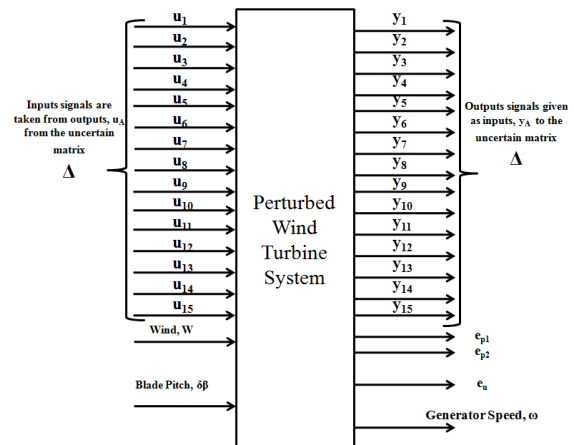 u1
u2
u3
u4
u5
u6
u7
u8
u9
u10
u11
u12
u13
u14
u15
Inputs signals are
taken from outputs, uA
from the uncertain
matrix
Δ
Wind, W
Blade Pitch, δβ
Perturbed
Wind
Turbine
System
y1
y2
y3
y4
y5
y6
y7
y8
y9
y10
y11
y12
y13
y14
y15
Outputs signals given
as inputs, yA to the
uncertain matrix
Δ
ep1
ep2
eu
Generator Speed, ω